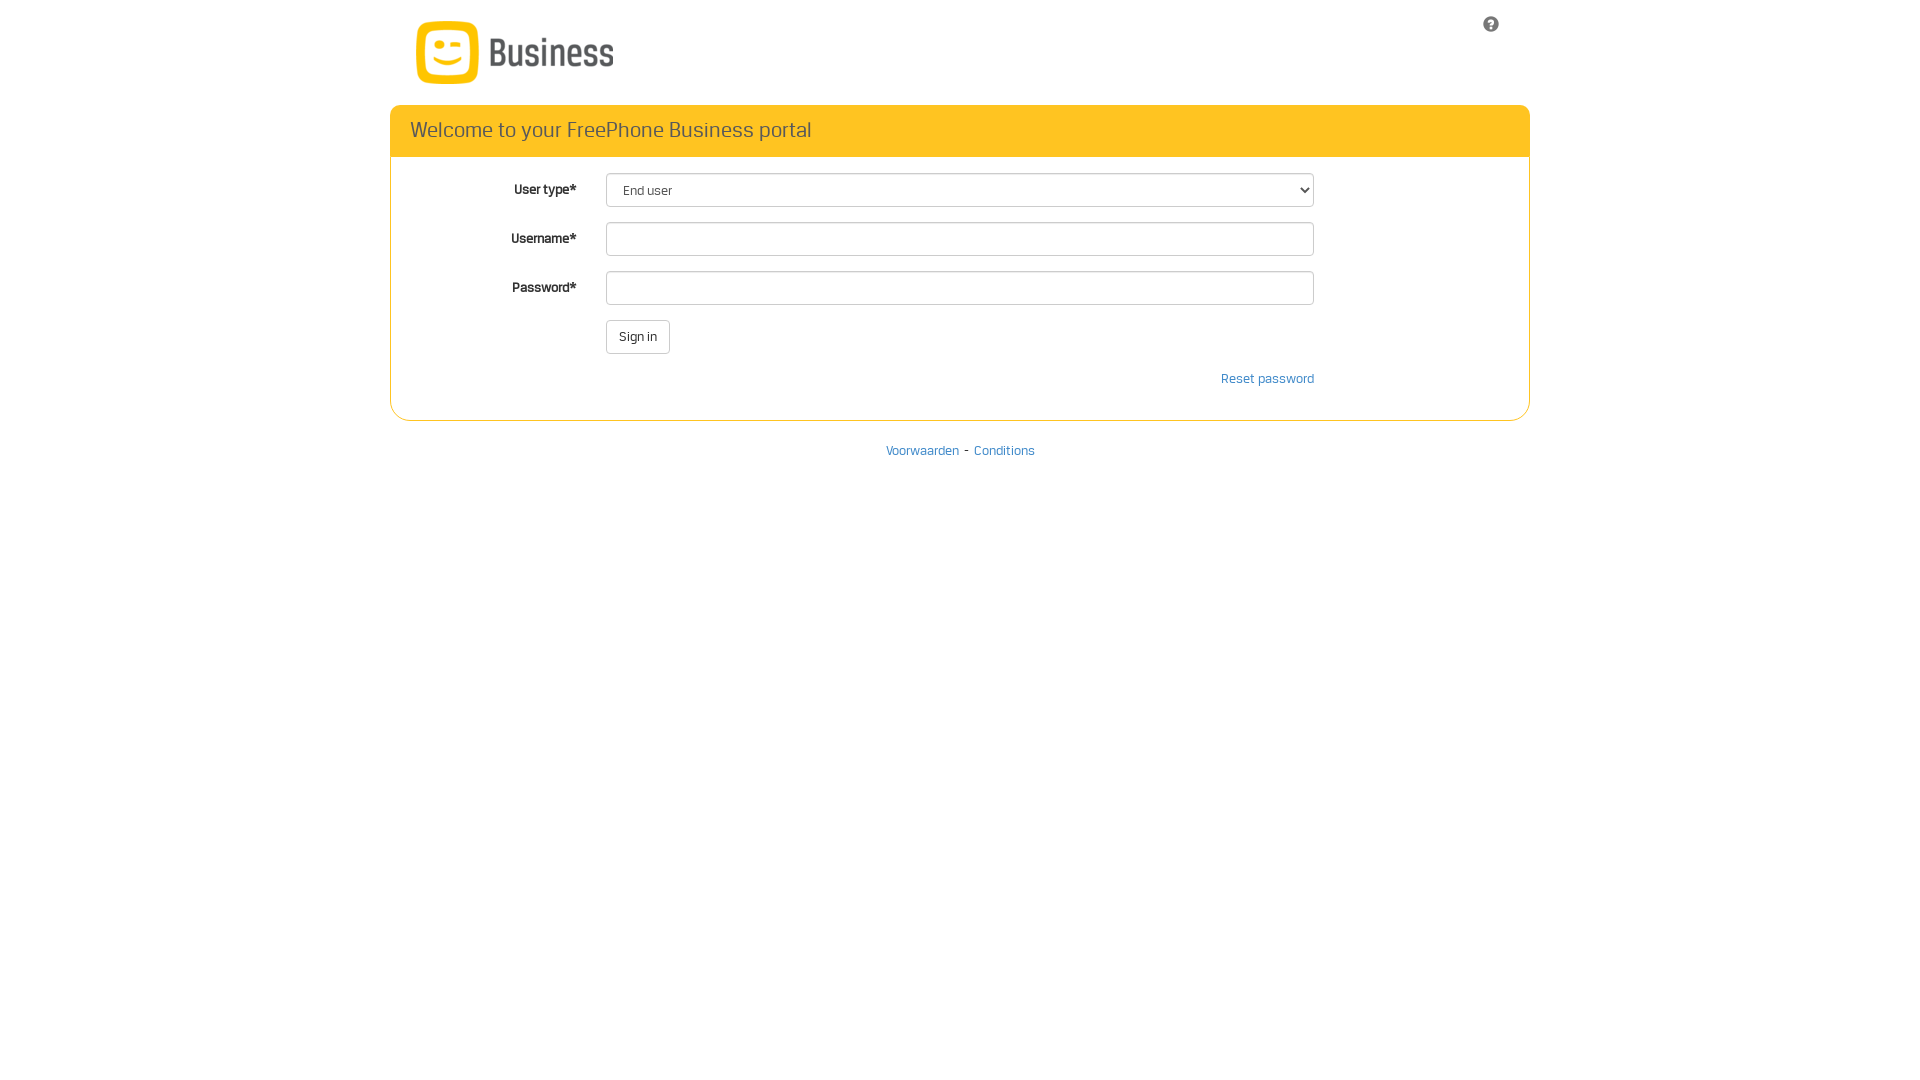 Business
Welcome to your FreePhone Business portal
User type*
End user
Username*
Password*
Sign in
Reset password
Voorwaarden - Conditions